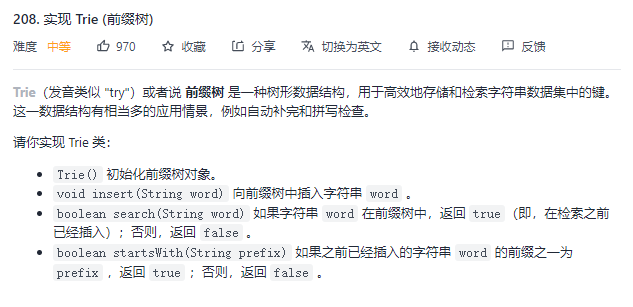 208. 实现 Trie (前缀树)
难度 中等 970 收藏 分享 切换为英文 接收动态 反馈
Trie（发音类似 "try"）或者说 前缀树 是一种树形数据结构，用于高效地存储和检索字符串数据集中的键。
这一数据结构有相当多的应用情景，例如自动补完和拼写检查。
请你实现 Trie 类：
• Trie() 初始化前缀树对象。
• void insert(String word) 向前缀树中插入字符串 word 。
• boolean search(String word) 如果字符串 word 在前缀树中，返回 true（即，在检索之前
已经插入）；否则，返回 false 。
• boolean startsWith(String prefix) 如果之前已经插入的字符串 word 的前缀之一为
prefix ，返回 true ；否则，返回 false 。